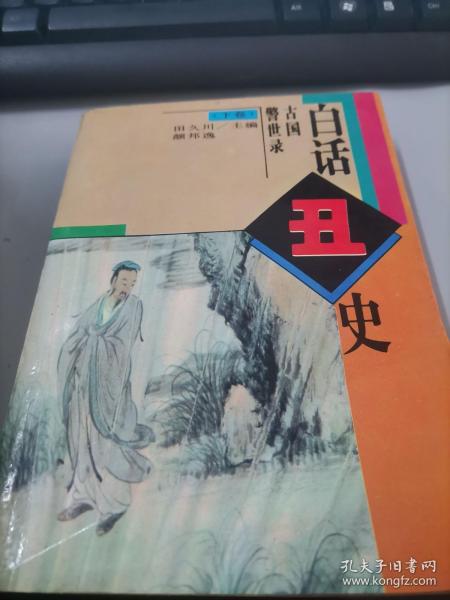 白话丑史
古国
警世录
（下卷）
田久川／主编
颜邦逸
孔夫子旧书网
www.kongfz.com